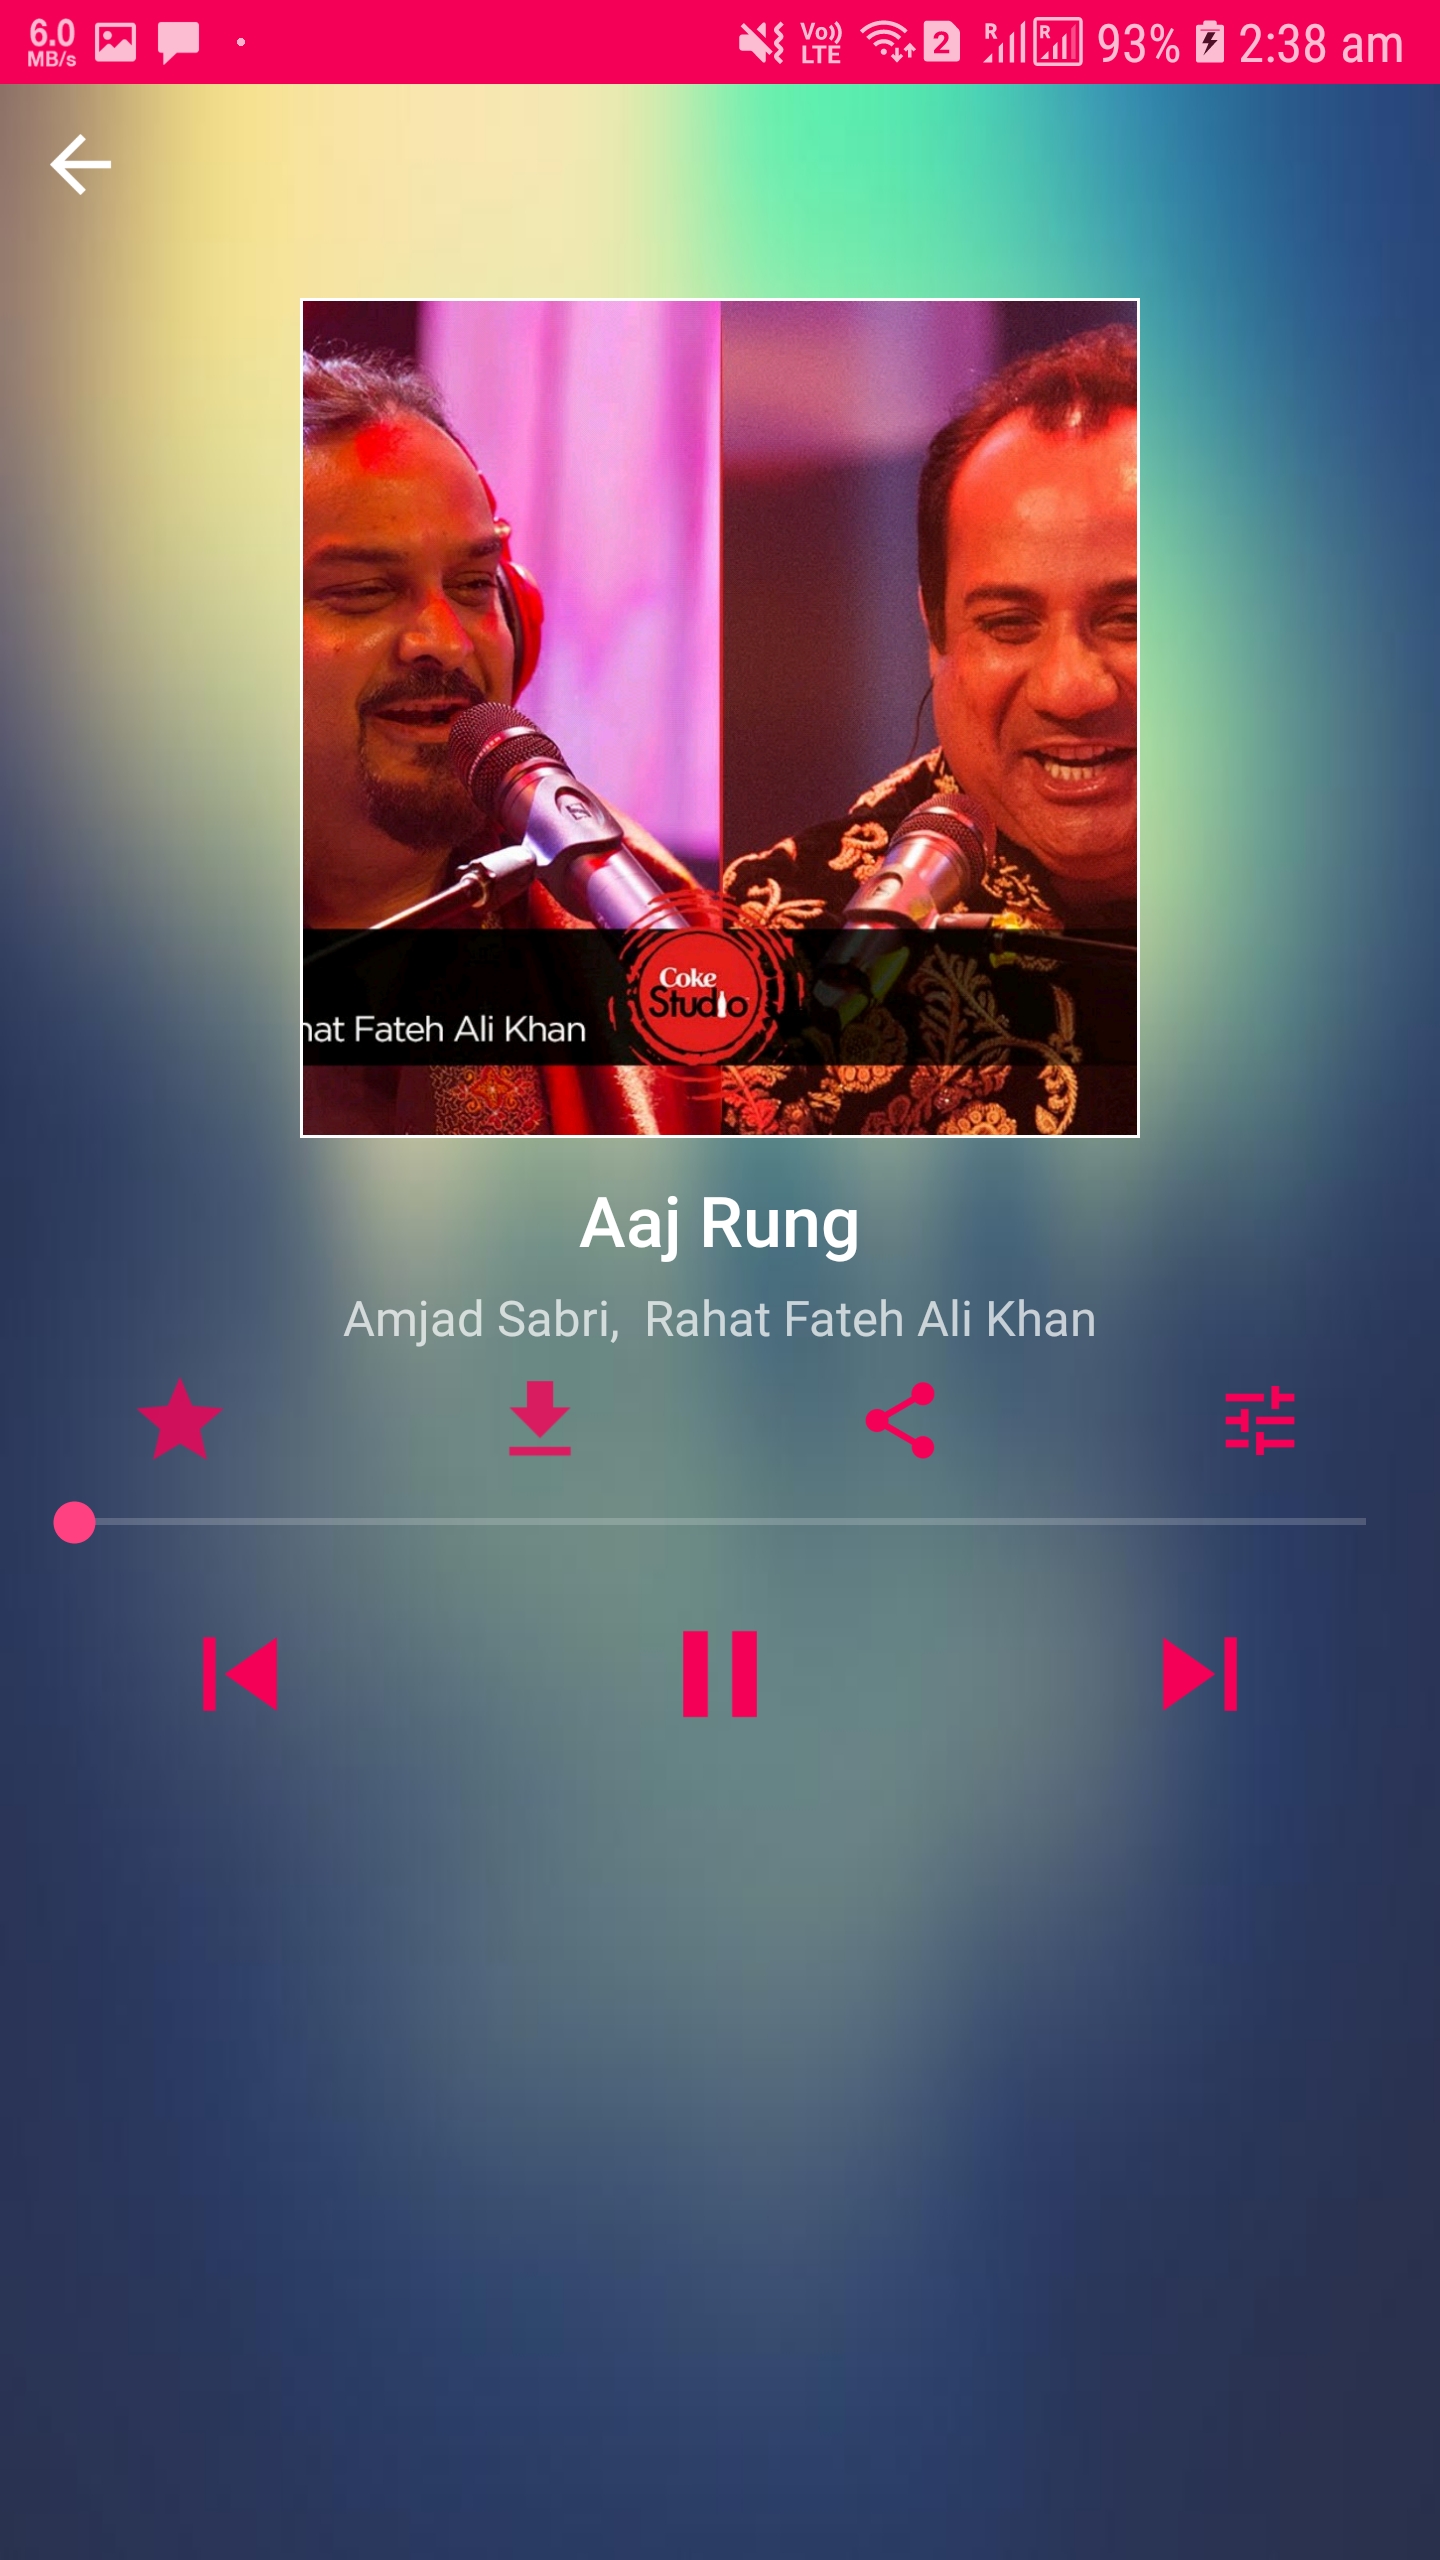 6.0
MB/s
Vo))
LTE
2
R
R
93%
2:38 am
Coke
Studio
Fateh Ali Khan
Aaj Rung
Amjad Sabri,  Rahat Fateh Ali Khan